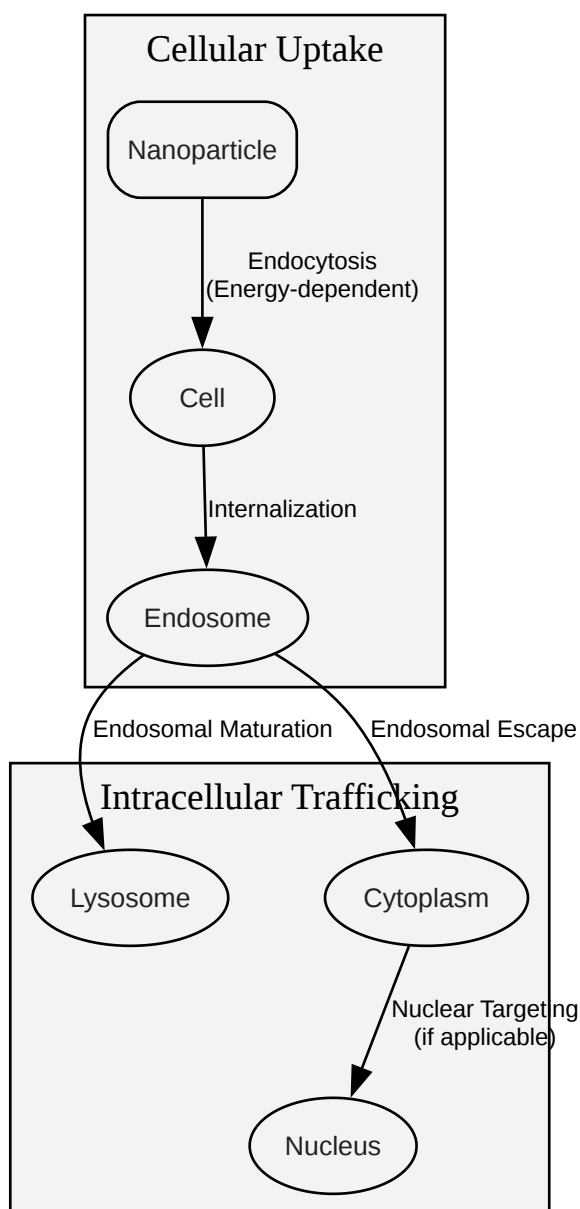 Cellular Uptake
Nanoparticle
Endocytosis
(Energy-dependent)
Cell
Internalization
Endosome
Endosomal Maturation
Endosomal Escape
Intracellular Trafficking
Lysosome
Cytoplasm
Nuclear Targeting
(if applicable)
Nucleus